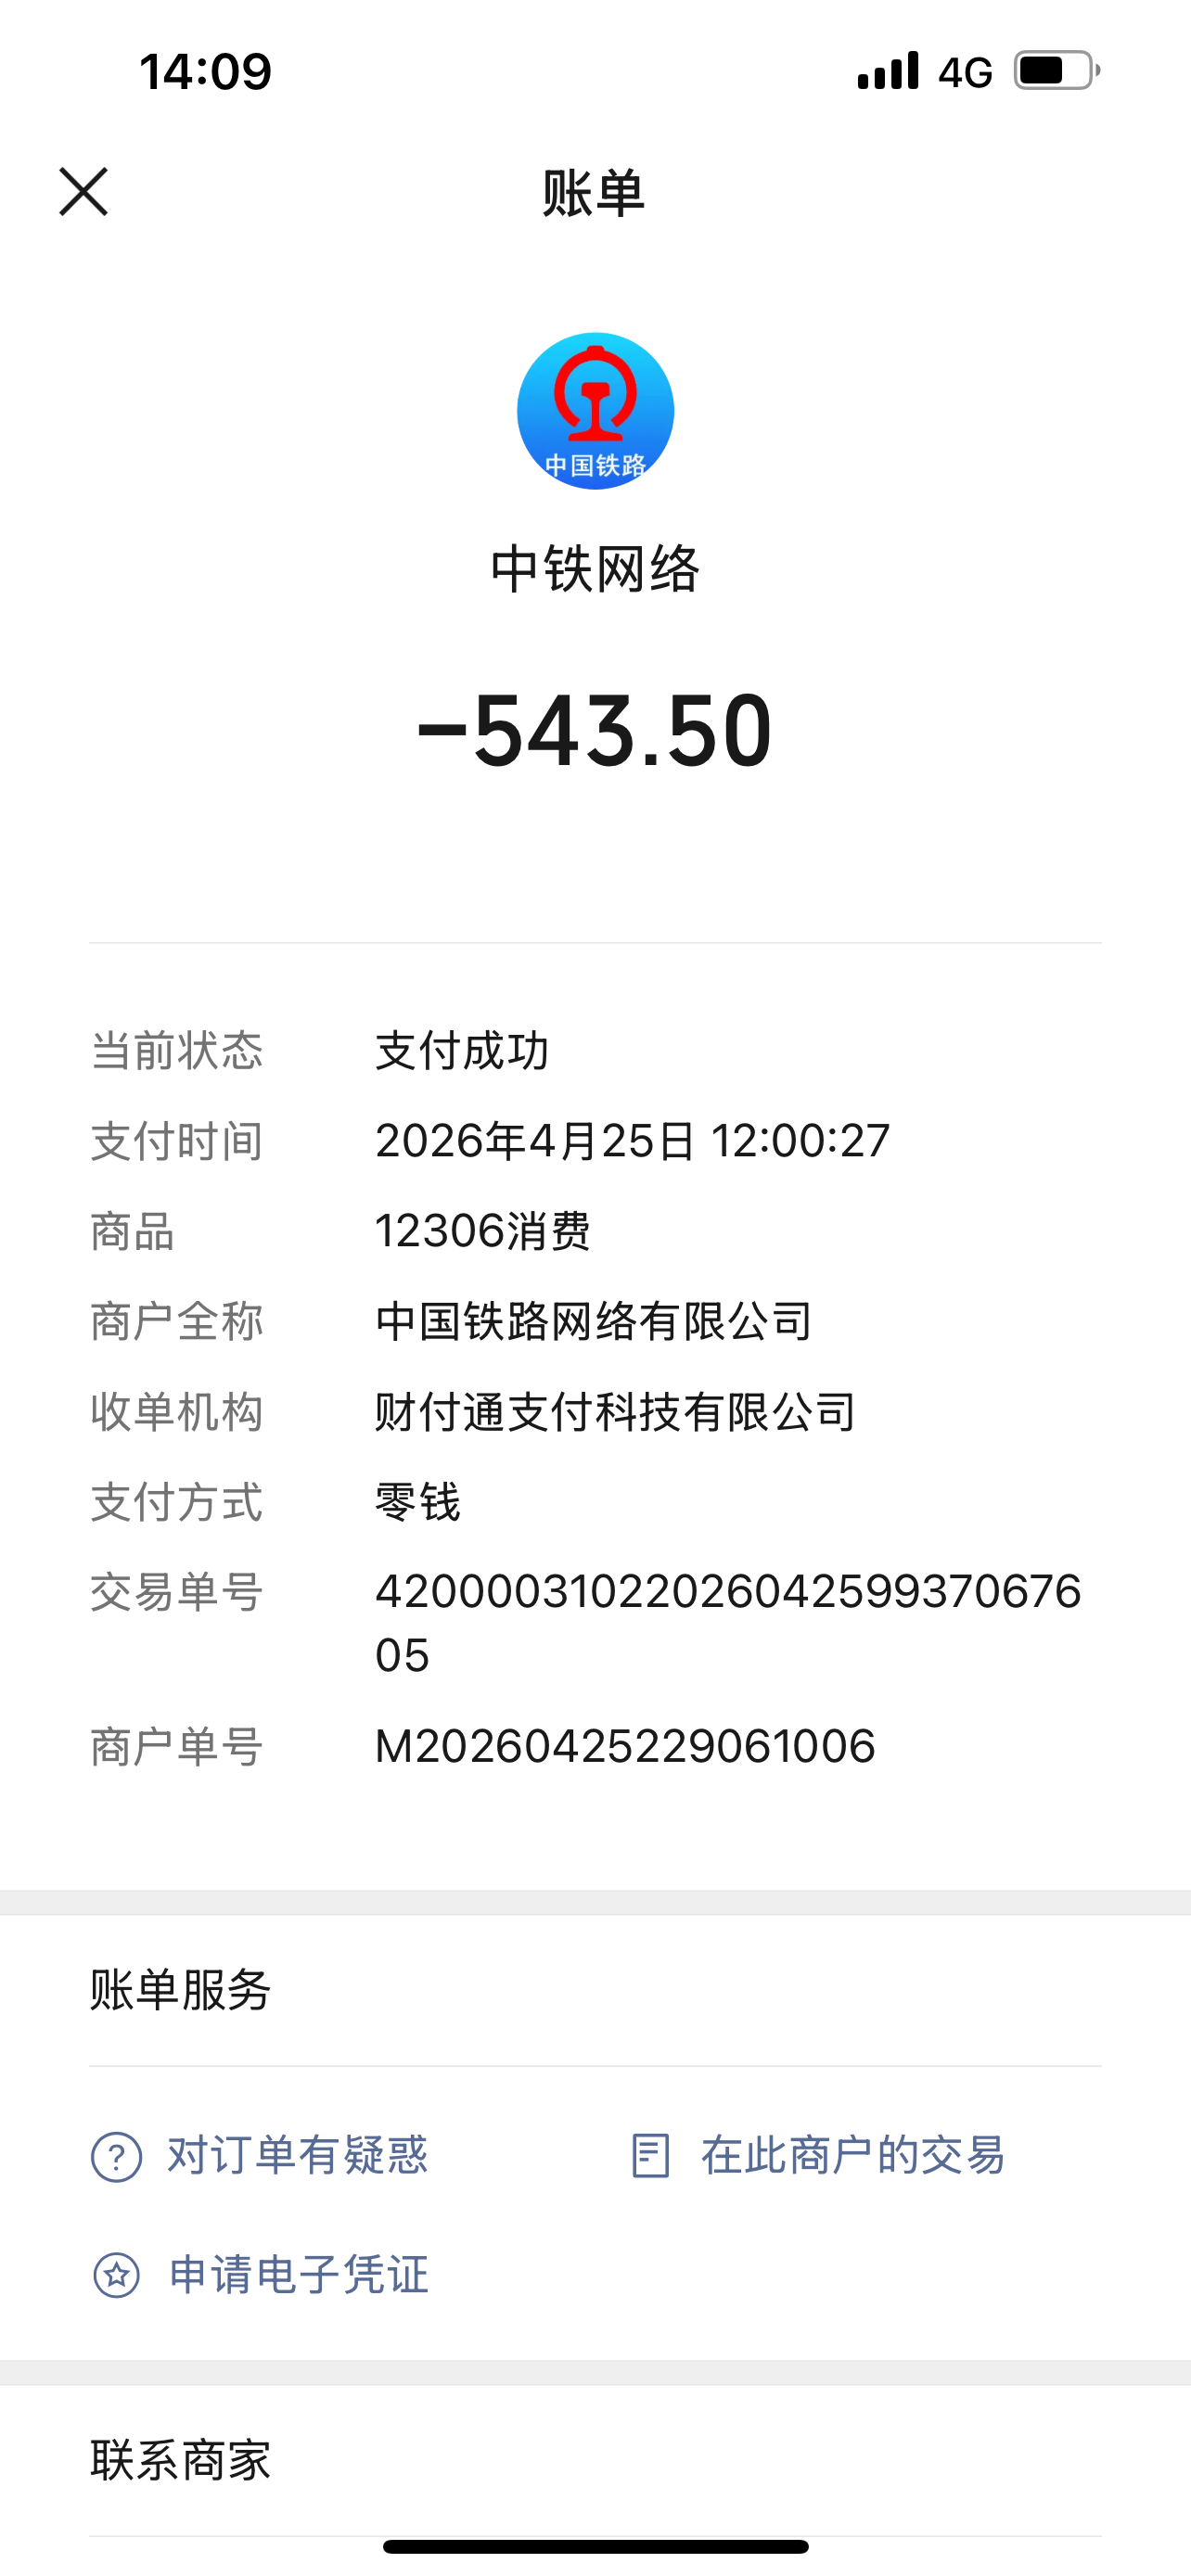 14:09 4G
账单
中国铁路
中铁网络
-543.50
当前状态 支付成功
支付时间 2026年4月25日 12:00:27
商品 12306消费
商户全称 中国铁路网络有限公司
收单机构 财付通支付科技有限公司
支付方式 零钱
交易单号 42000031022026042599370676
05
商户单号 M20260425229061006
账单服务
? 对订单有疑惑 在此商户的交易
申请电子凭证
联系商家